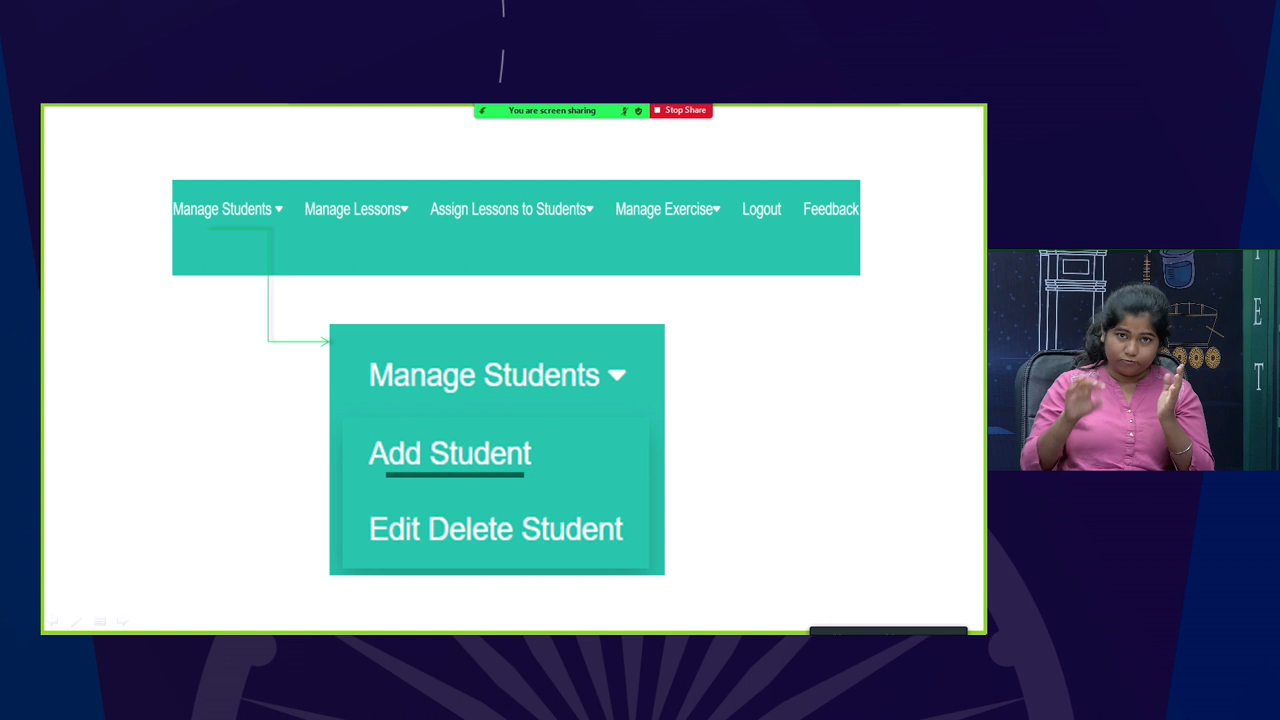 You are screen sharing
Stop Share
Manage Students
Manage Lessons
Assign Lessons to Students
Manage Exercise
Logout
Feedback
Manage Students
Add Student
Edit Delete Student
E
T